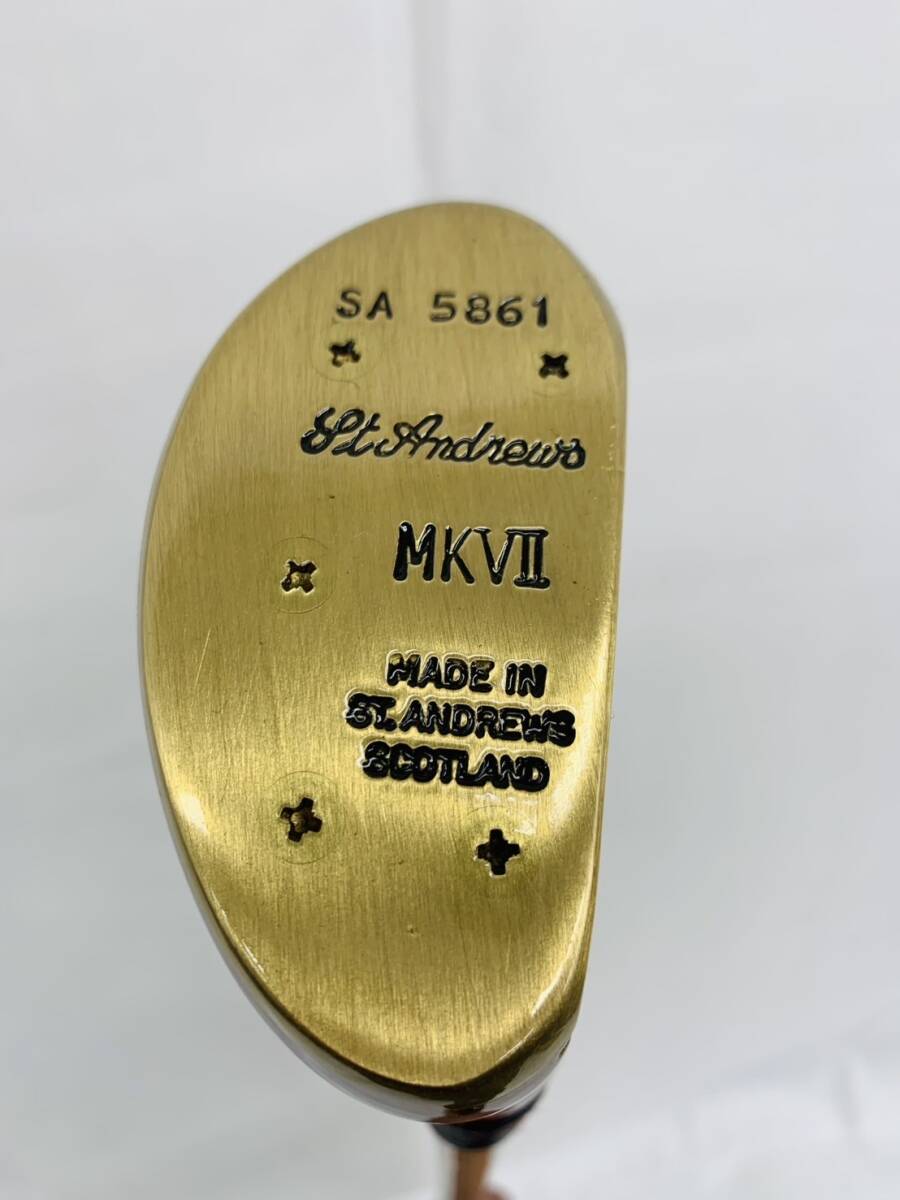 SA 5861
St Andrews
MKVII
MADE IN
ST. ANDREWS
SCOTLAND